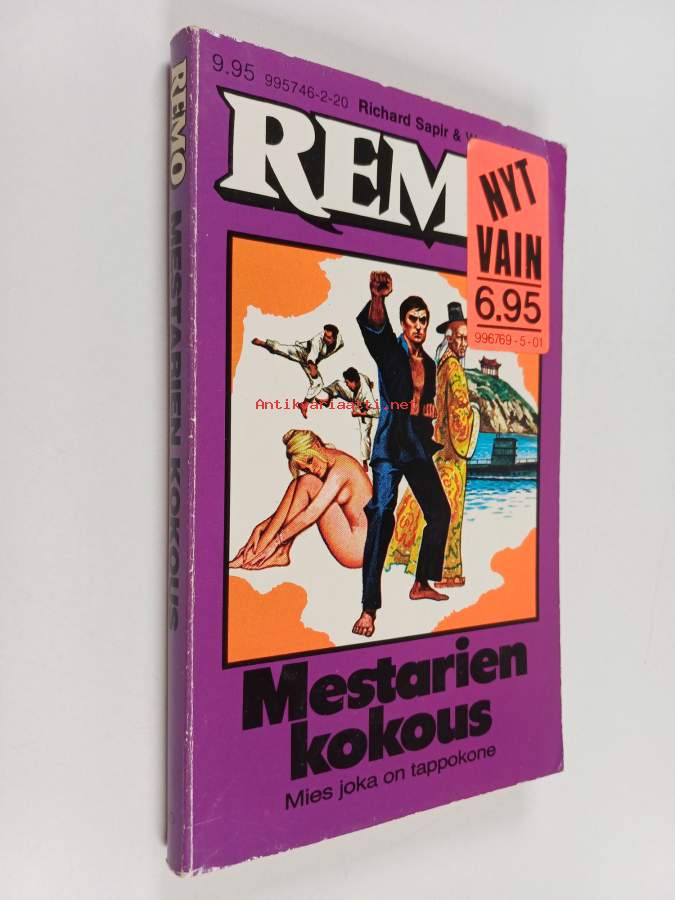 REMO MESTARIEN KOKOUS
9.95 995746-2-20 Richard Sapir &
REM
NYT
VAIN
6.95
996769-5-01
Antikvariaatti.net
Mestarien
kokous
Mies joka on tappokone